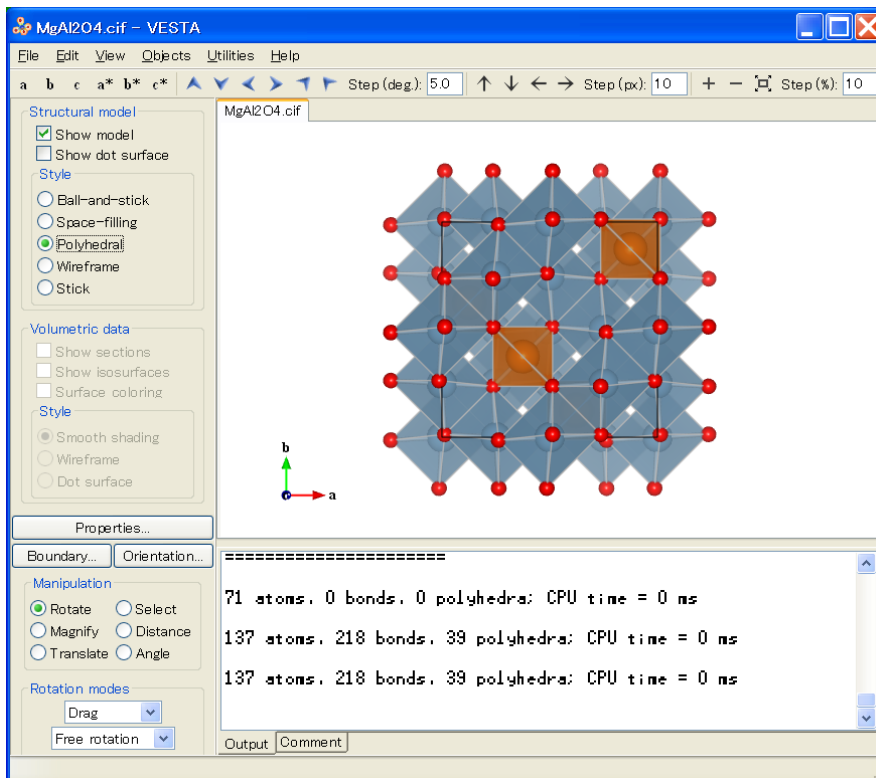 MgAl2O4.cif - VESTA
File Edit View Objects Utilities Help
a b c a* b* c* Step (deg.): 5.0 Step (px): 10 + - Step (%): 10
Structural model
Show model
Show dot surface
Style
Ball-and-stick
Space-filling
Polyhedral
Wireframe
Stick
Volumetric data
Show sections
Show isosurfaces
Surface coloring
Style
Smooth shading
Wireframe
Dot surface
Properties...
Boundary... Orientation...
Manipulation
Rotate Select
Magnify Distance
Translate Angle
Rotation modes
Drag
Free rotation
MgAl2O4.cif
b
a
======================
71 atoms, 0 bonds, 0 polyhedra; CPU time = 0 ms
137 atoms, 218 bonds, 39 polyhedra; CPU time = 0 ms
137 atoms, 218 bonds, 39 polyhedra; CPU time = 0 ms
Output Comment